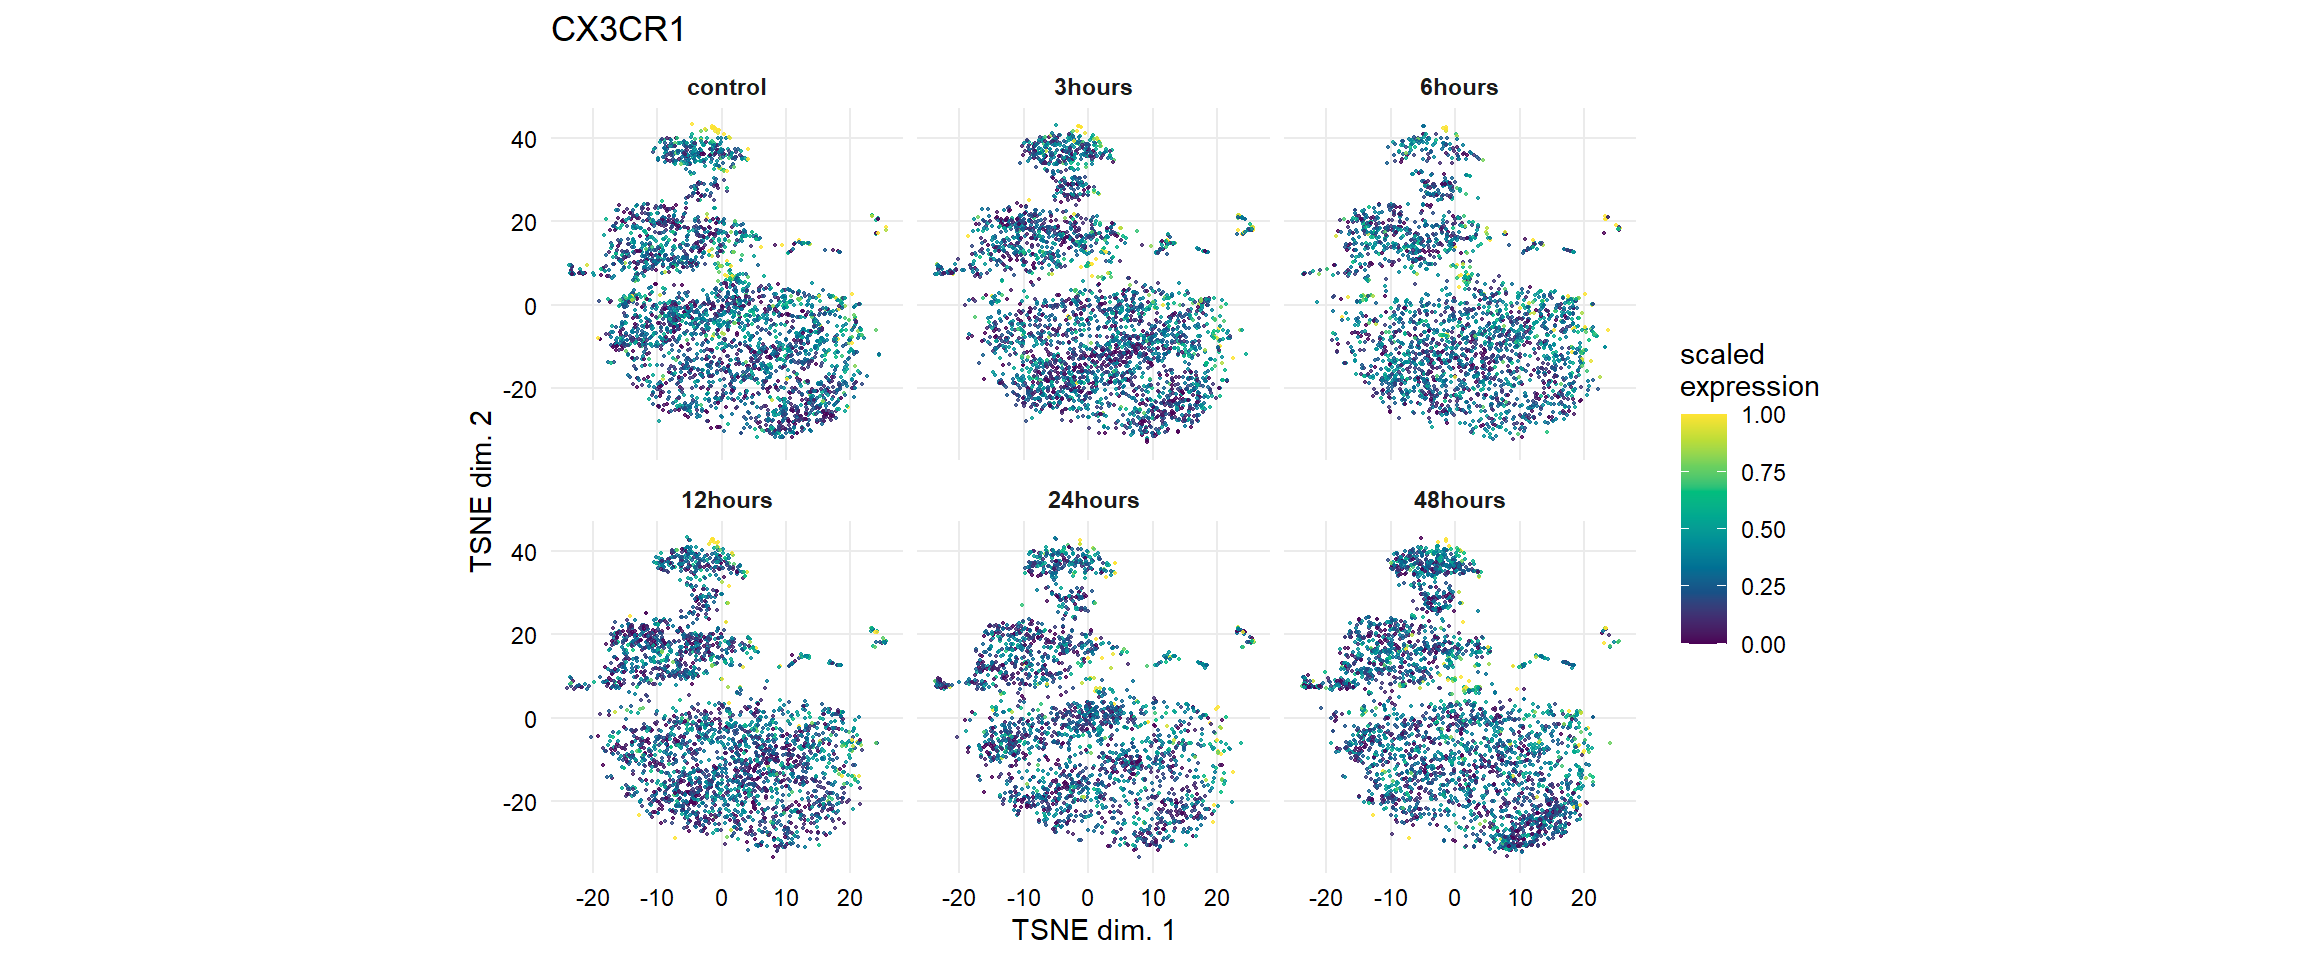 CX3CR1
control
3hours
6hours
40
20
0
-20
12hours
24hours
48hours
40
20
0
-20
-20 -10 0 10 20
-20 -10 0 10 20
-20 -10 0 10 20
TSNE dim. 1
TSNE dim. 2
scaled
expression
1.00
0.75
0.50
0.25
0.00